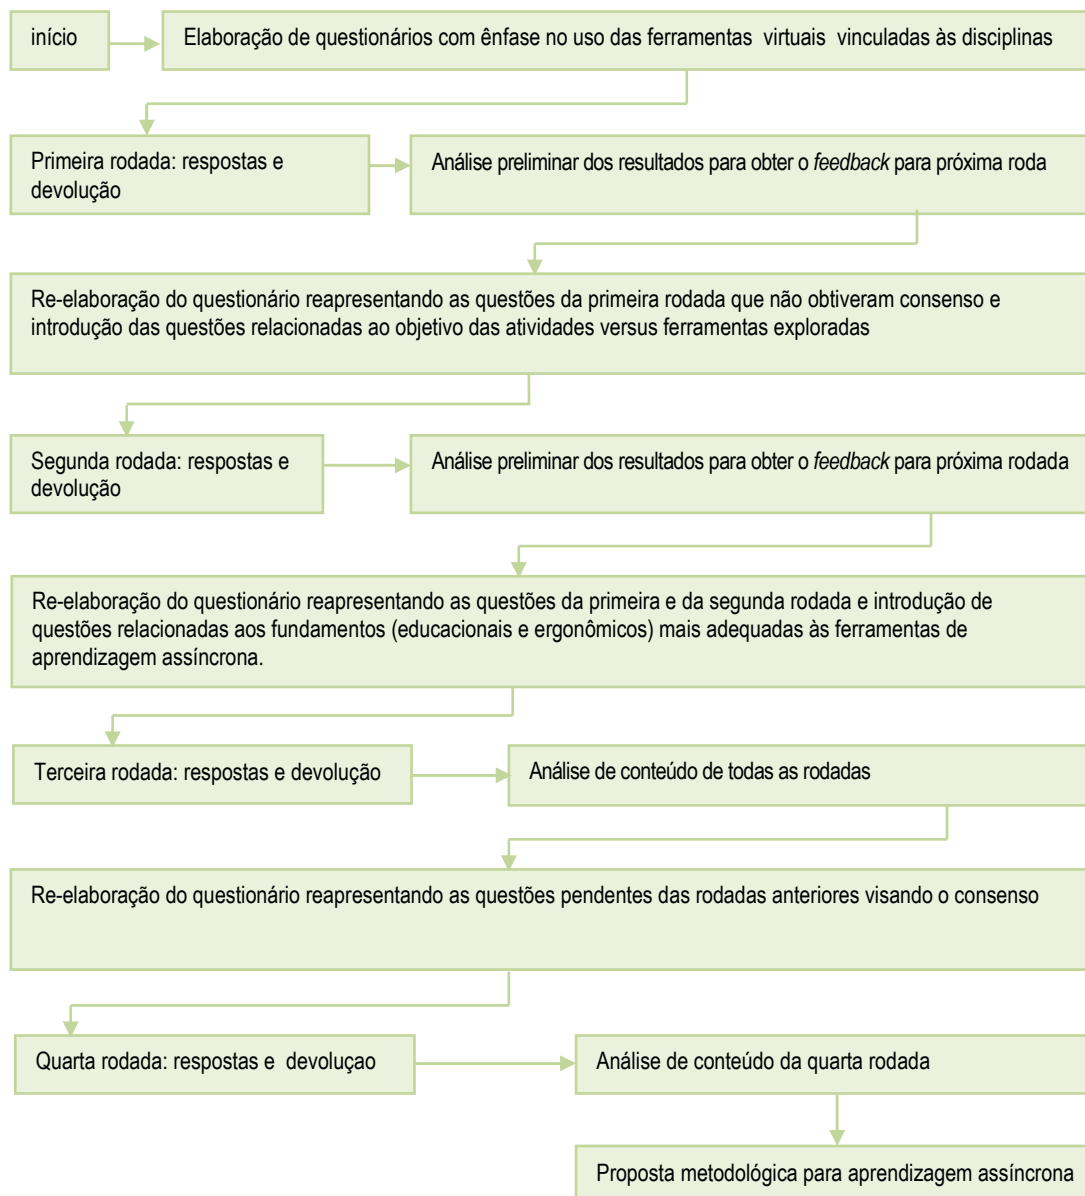 início
Elaboração de questionários com ênfase no uso das ferramentas virtuais vinculadas às disciplinas
Primeira rodada: respostas e
devolução
Análise preliminar dos resultados para obter o feedback para próxima roda
Re-elaboração do questionário reapresentando as questões da primeira rodada que não obtiveram consenso e
introdução das questões relacionadas ao objetivo das atividades versus ferramentas exploradas
Segunda rodada: respostas e
devolução
Análise preliminar dos resultados para obter o feedback para próxima rodada
Re-elaboração do questionário reapresentando as questões da primeira e da segunda rodada e introdução de
questões relacionadas aos fundamentos (educacionais e ergonômicos) mais adequadas às ferramentas de
aprendizagem assíncrona.
Terceira rodada: respostas e devolução
Análise de conteúdo de todas as rodadas
Re-elaboração do questionário reapresentando as questões pendentes das rodadas anteriores visando o consenso
Quarta rodada: respostas e devoluçao
Análise de conteúdo da quarta rodada
Proposta metodológica para aprendizagem assíncrona